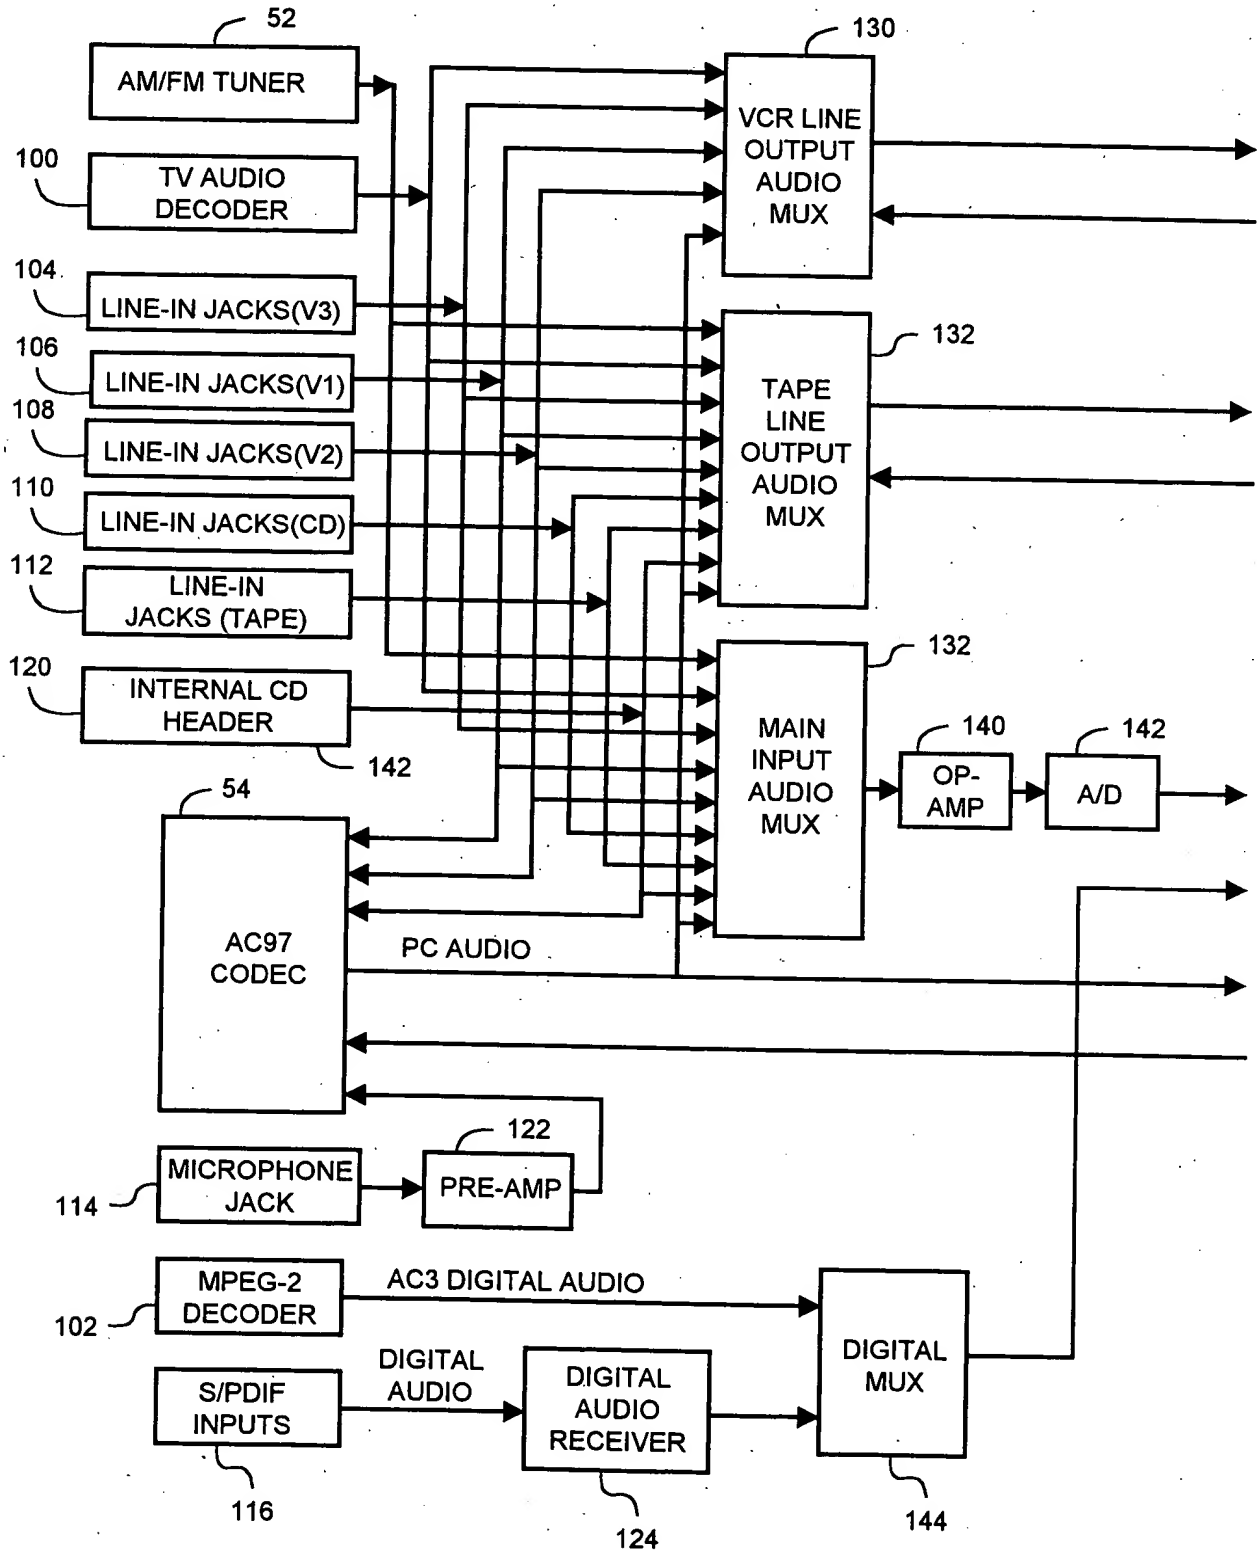 52
AM/FM TUNER
100
TV AUDIO
DECODER
104
LINE-IN JACKS(V3)
106
LINE-IN JACKS(V1)
108
LINE-IN JACKS(V2)
110
LINE-IN JACKS(CD)
112
LINE-IN
JACKS (TAPE)
120
INTERNAL CD
HEADER
142
54
AC97
CODEC
PC AUDIO
130
VCR LINE
OUTPUT
AUDIO
MUX
132
TAPE
LINE
OUTPUT
AUDIO
MUX
132
MAIN
INPUT
AUDIO
MUX
140
OP-
AMP
142
A/D
114
MICROPHONE
JACK
122
PRE-AMP
102
MPEG-2
DECODER
AC3 DIGITAL AUDIO
116
S/PDIF
INPUTS
DIGITAL
AUDIO
DIGITAL
AUDIO
RECEIVER
124
DIGITAL
MUX
144